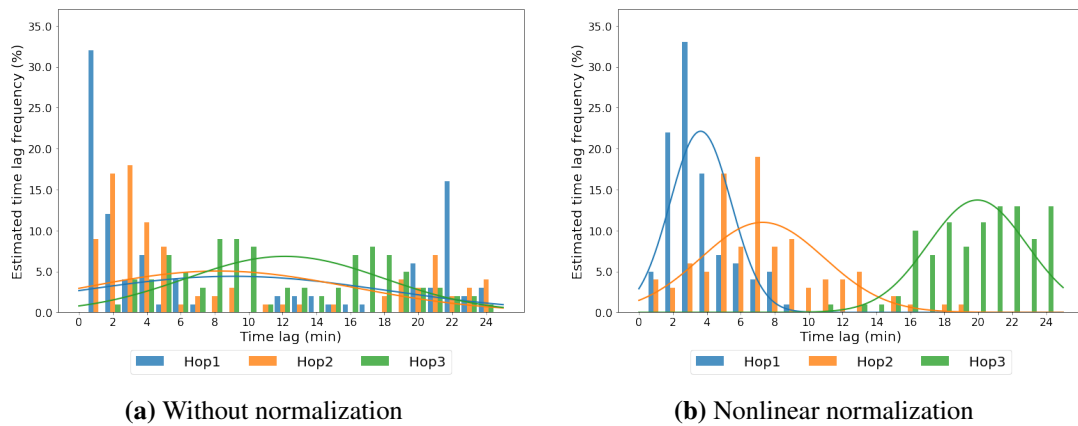 Estimated time lag frequency (%)
35.0
30.0
25.0
20.0
15.0
10.0
5.0
0.0
0 2 4 6 8 10 12 14 16 18 20 22 24
Time lag (min)
Hop1 Hop2 Hop3
(a) Without normalization
Estimated time lag frequency (%)
35.0
30.0
25.0
20.0
15.0
10.0
5.0
0.0
0 2 4 6 8 10 12 14 16 18 20 22 24
Time lag (min)
Hop1 Hop2 Hop3
(b) Nonlinear normalization